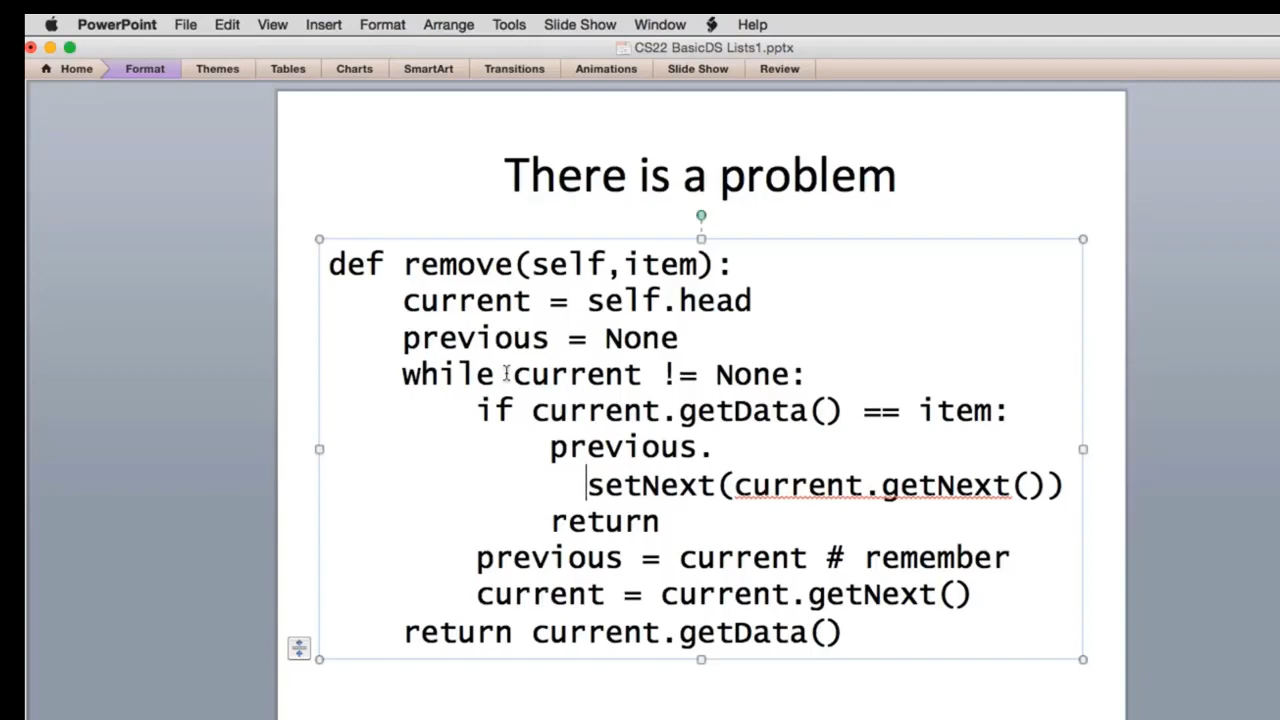 PowerPoint File Edit View Insert Format Arrange Tools Slide Show Window Help
CS22 BasicDS Lists1.pptx
Home Format Themes Tables Charts SmartArt Transitions Animations Slide Show Review
There is a problem
def remove(self,item):
current = self.head
previous = None
while current != None:
if current.getData() == item:
previous.
setNext(current.getNext())
return
previous = current # remember
current = current.getNext()
return current.getData()